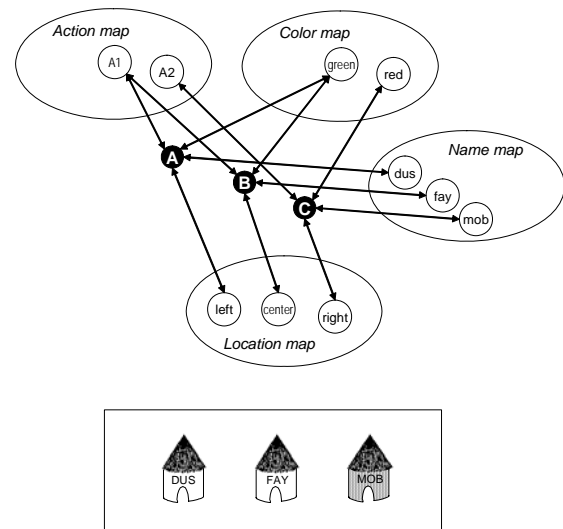 Action map
Color map
A1
A2
green
red
A
B
C
Name map
dus
fay
mob
left
center
right
Location map
DUS
FAY
MOB